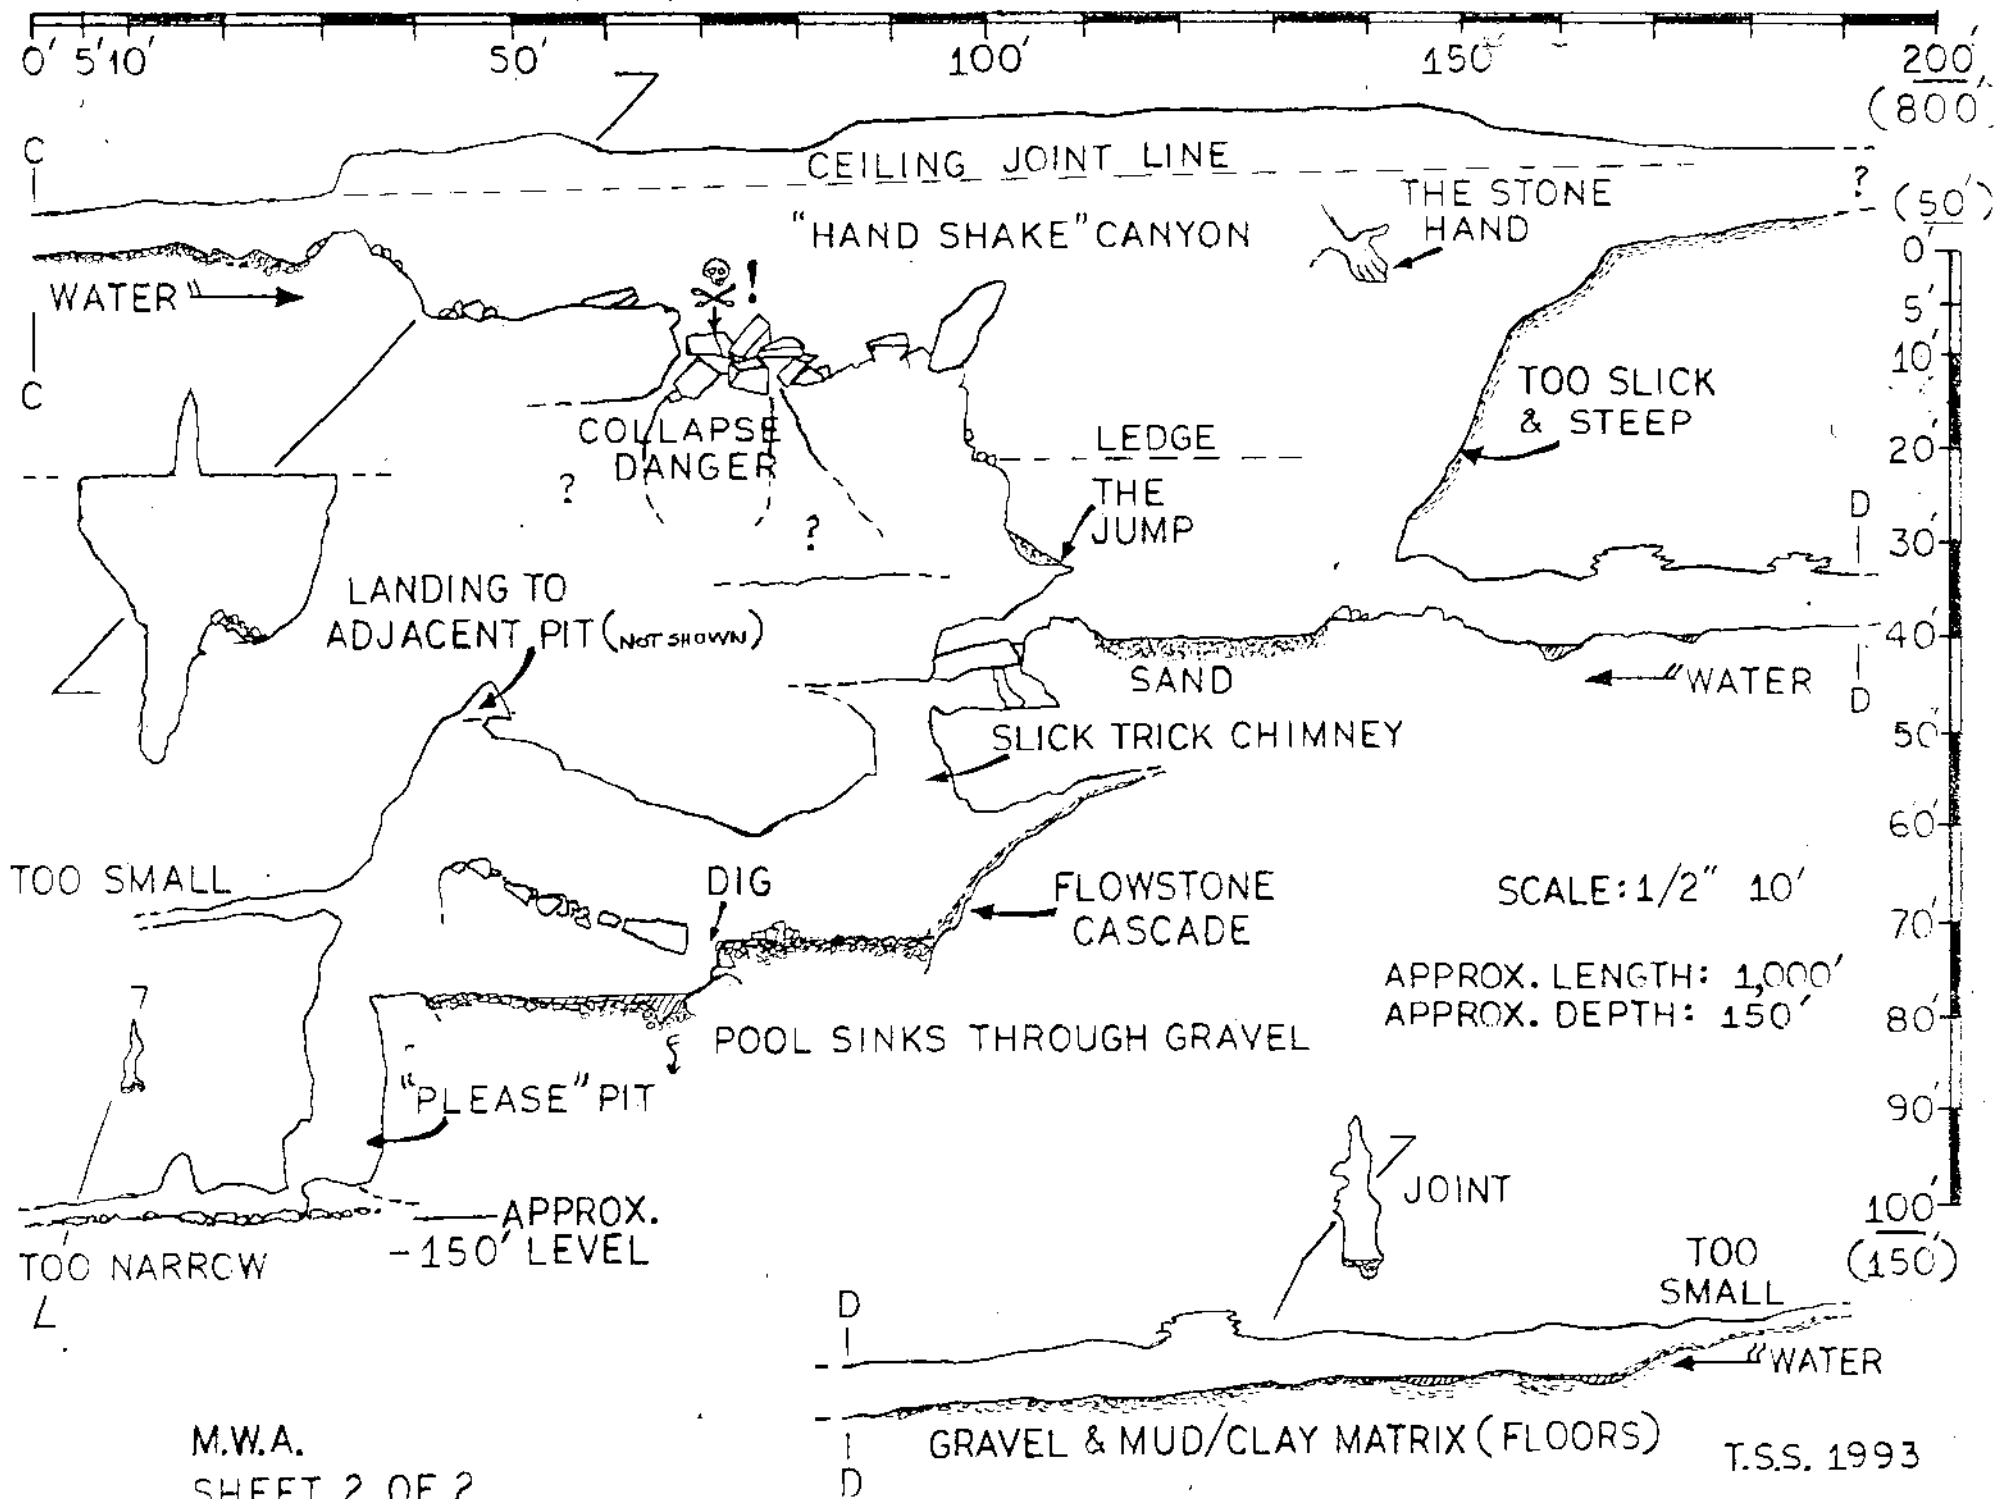 0' 5' 10' 50' 100' 150' 200'
(800')
C
CEILING JOINT LINE
?
THE STONE
HAND
(50')
"HAND SHAKE" CANYON
0'
WATER
!
5'
10'
C
TOO SLICK
& STEEP
COLLAPSE
DANGER
LEDGE
20'
?
THE
JUMP
?
D
30'
LANDING TO
ADJACENT PIT (NOT SHOWN)
40'
SAND
WATER
D
SLICK TRICK CHIMNEY
50'
60'
TOO SMALL
DIG
FLOWSTONE
CASCADE
SCALE: 1/2" 10'
70'
APPROX. LENGTH: 1,000'
APPROX. DEPTH: 150'
80'
POOL SINKS THROUGH GRAVEL
"PLEASE" PIT
90'
JOINT
100'
(150')
APPROX.
-150' LEVEL
TOO NARROW
TOO
SMALL
D
WATER
GRAVEL & MUD/CLAY MATRIX (FLOORS)
D
M.W.A.
SHEET 2 OF 2
T.S.S. 1993